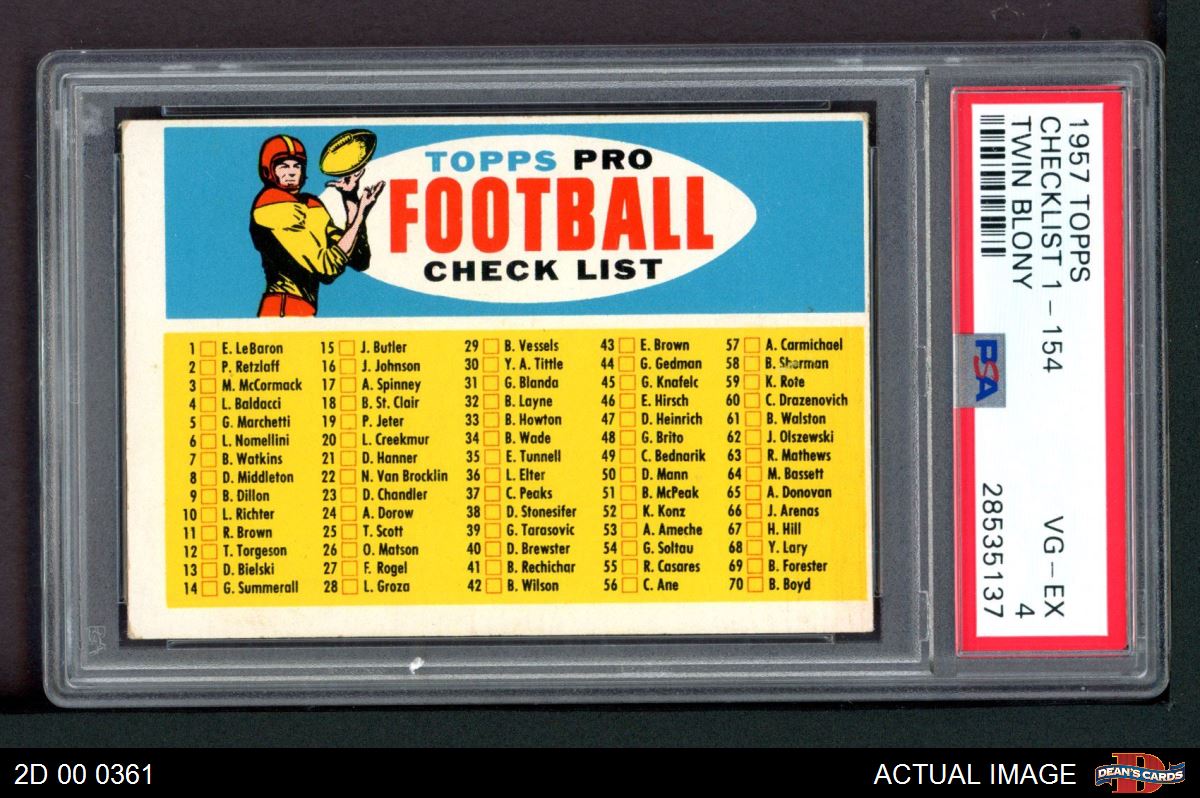 TOPPS PRO
FOOTBALL
CHECK LIST
1 E. LeBaron
2 P. Retzlaff
3 M. McCormack
4 L. Baldacci
5 G. Marchetti
6 L. Nomellini
7 B. Watkins
8 D. Middleton
9 B. Dillon
10 L. Richter
11 R. Brown
12 T. Torgeson
13 D. Bielski
14 G. Summerall
15 J. Butler
16 J. Johnson
17 A. Spinney
18 B. St. Clair
19 P. Jeter
20 L. Creekmur
21 D. Hanner
22 N. Van Brocklin
23 D. Chandler
24 A. Dorow
25 T. Scott
26 O. Matson
27 F. Rogel
28 L. Groza
29 B. Vessels
30 Y. A. Tittle
31 G. Blanda
32 B. Layne
33 B. Howton
34 B. Wade
35 E. Tunnell
36 L. Elter
37 C. Peaks
38 D. Stonesifer
39 G. Tarasovic
40 D. Brewster
41 B. Rechichar
42 B. Wilson
43 E. Brown
44 G. Gedman
45 G. Knafelc
46 E. Hirsch
47 D. Heinrich
48 G. Brito
49 C. Bednarik
50 D. Mann
51 B. McPeak
52 K. Konz
53 A. Ameche
54 G. Soltau
55 R. Casares
56 C. Ane
57 A. Carmichael
58 B. Sherman
59 K. Rote
60 C. Drazenovich
61 B. Walston
62 J. Olszewski
63 R. Mathews
64 M. Bassett
65 A. Donovan
66 J. Arenas
67 H. Hill
68 Y. Lary
69 B. Forester
70 B. Boyd
1957 TOPPS
CHECKLIST 1-154
TWIN BLONY
VG-EX
4
28535137
PSA
2D 00 0361
ACTUAL IMAGE
D
DEAN'S CARDS